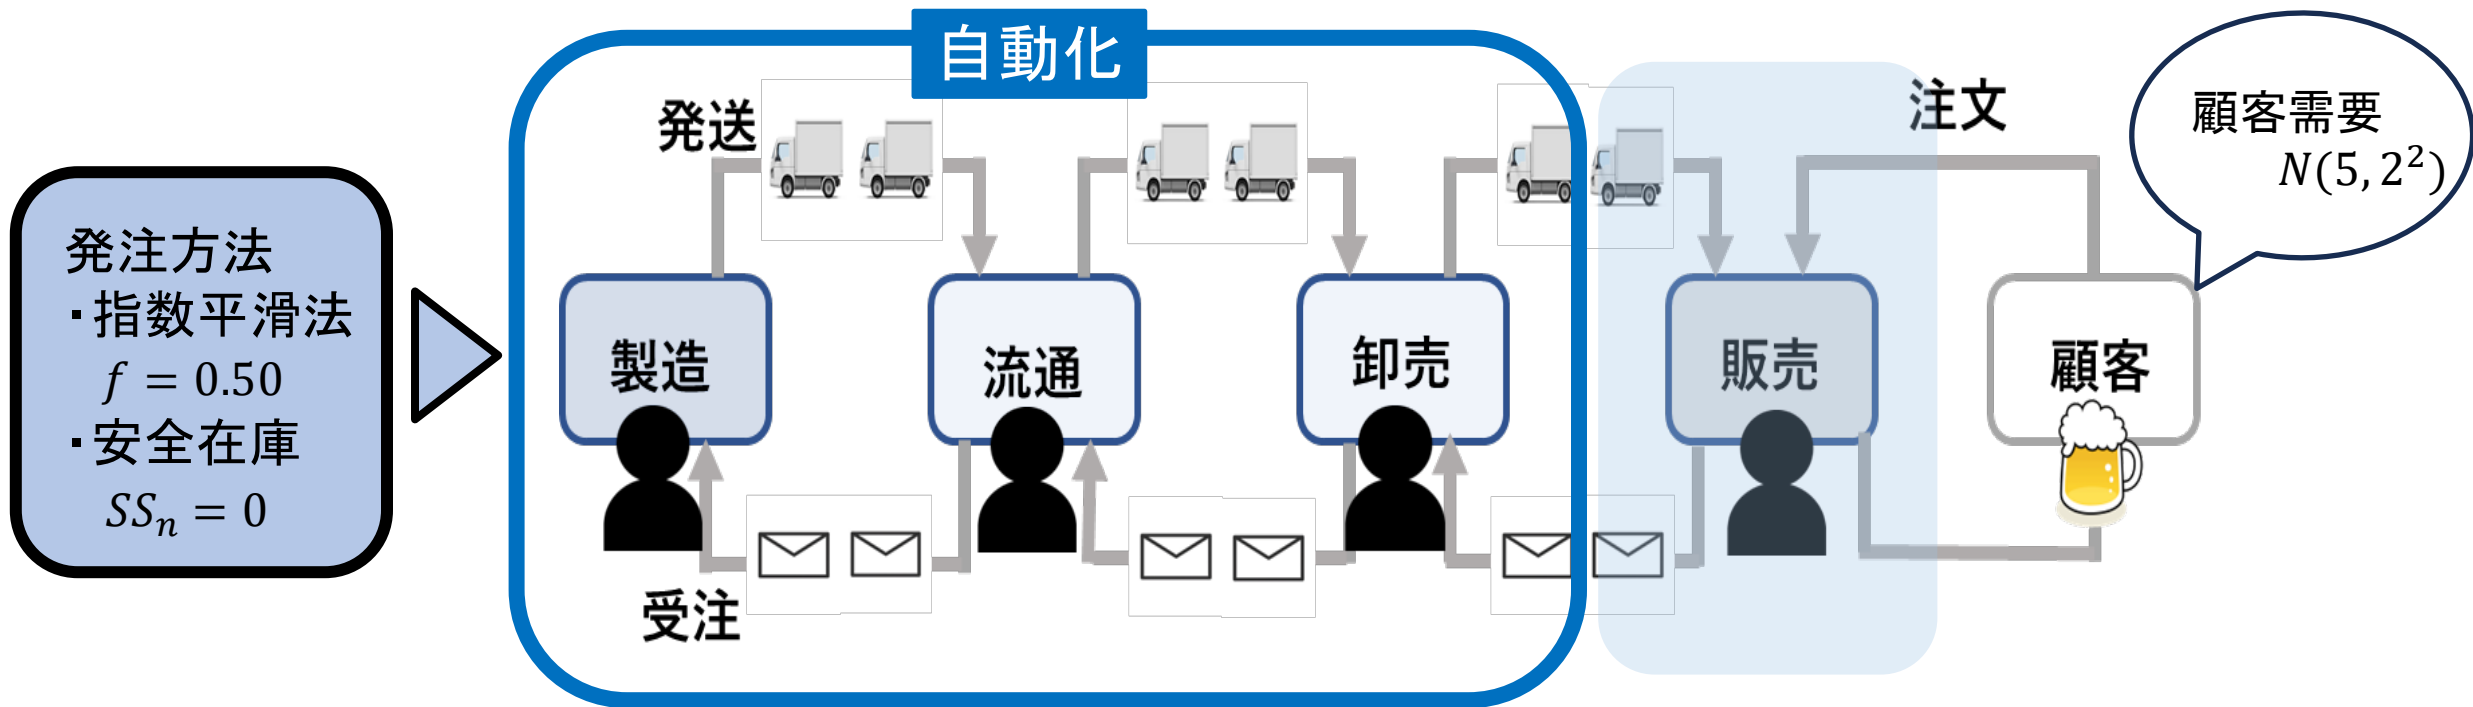 自動化
発注方法
・指数平滑法
f = 0.50
・安全在庫
SSₙ = 0
発送
注文
顧客需要
N(5, 2²)
製造
流通
卸売
販売
顧客
受注